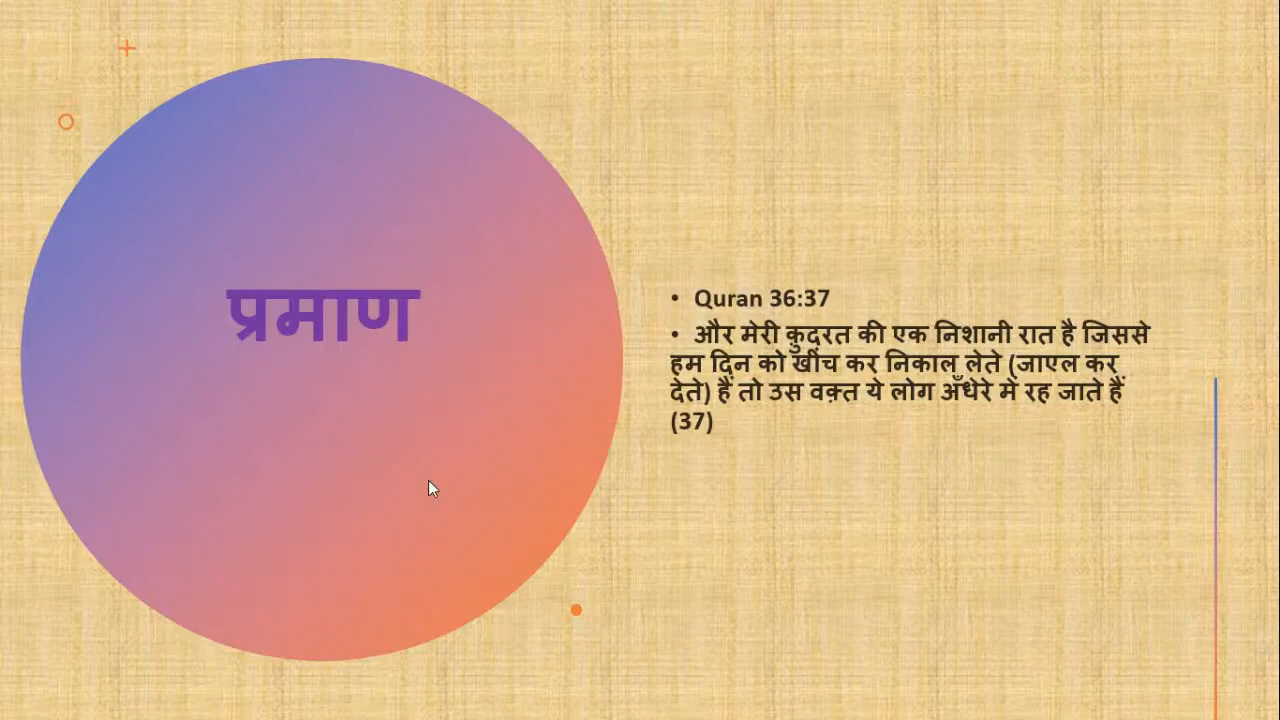 प्रमाण
• Quran 36:37
• और मेरी क़ुदरत की एक निशानी रात है जिससे
हम दिन को खींच कर निकाल लेते (जाएल कर
देते) हैं तो उस वक़्त ये लोग अँधेरे में रह जाते हैं
(37)